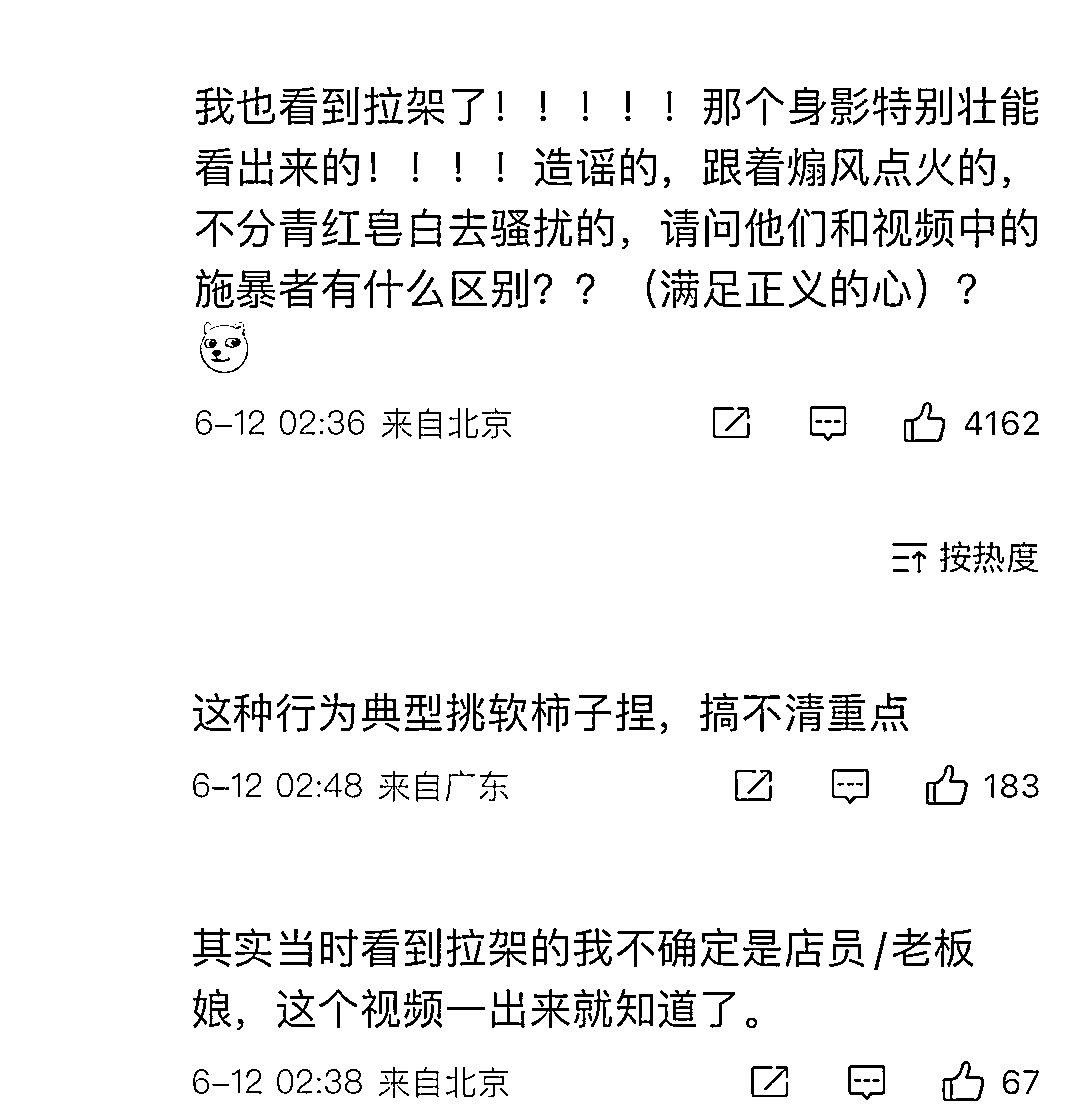 我也看到拉架了！！！！！那个身影特别壮能
看出来的！！！！造谣的，跟着煽风点火的，
不分青红皂白去骚扰的，请问他们和视频中的
施暴者有什么区别？？（满足正义的心）？
6-12 02:36 来自北京 4162
按热度
这种行为典型挑软柿子捏，搞不清重点
6-12 02:48 来自广东 183
其实当时看到拉架的我不确定是店员/老板
娘，这个视频一出来就知道了。
6-12 02:38 来自北京 67